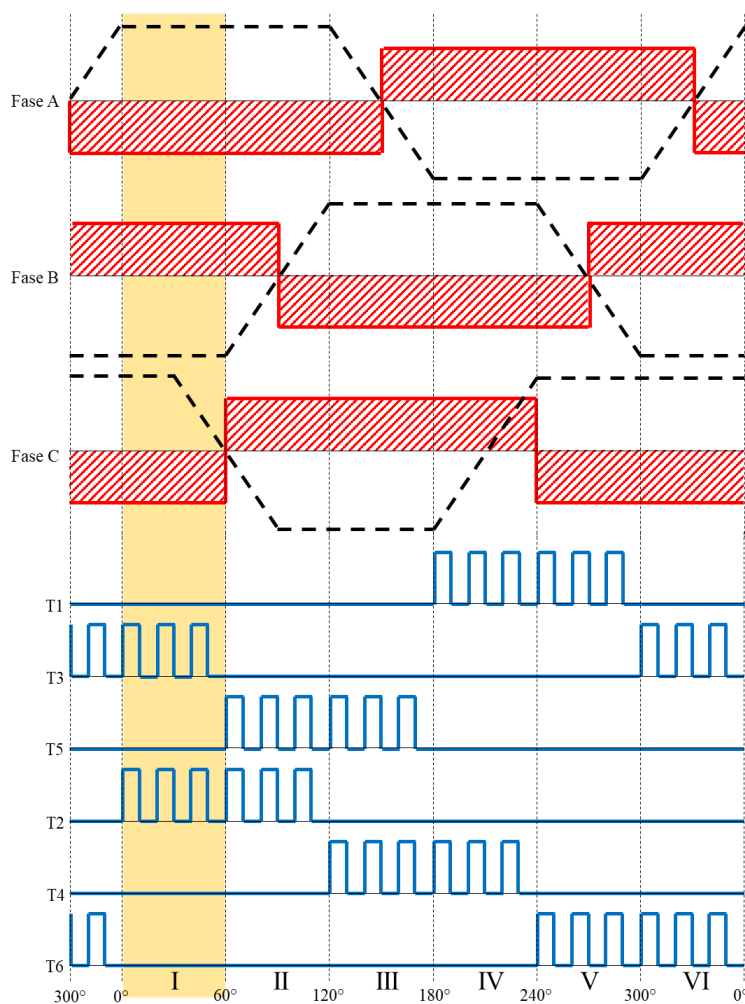 Fase A
Fase B
Fase C
T1
T3
T5
T2
T4
T6
I II III IV V VI
300° 0° 60° 120° 180° 240° 300° 0°